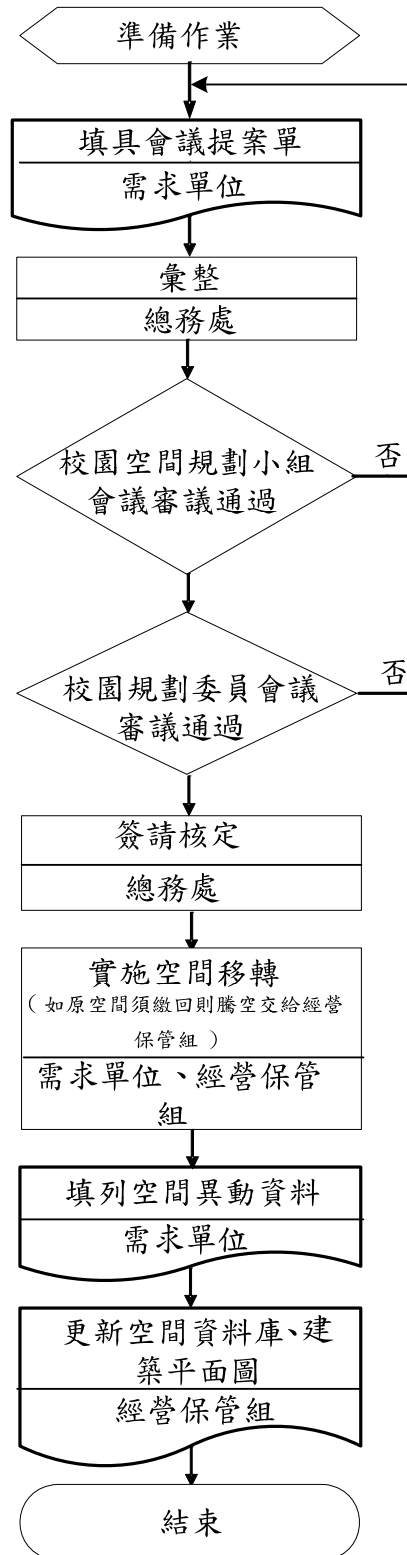 準備作業
填具會議提案單
需求單位
彙整
總務處
校園空間規劃小組
會議審議通過
否
校園規劃委員會議
審議通過
否
簽請核定
總務處
實施空間移轉
（ 如原空間須繳回則騰空交給經營
保管組 ）
需求單位、經營保管
組
填列空間異動資料
需求單位
更新空間資料庫、建
築平面圖
經營保管組
結束